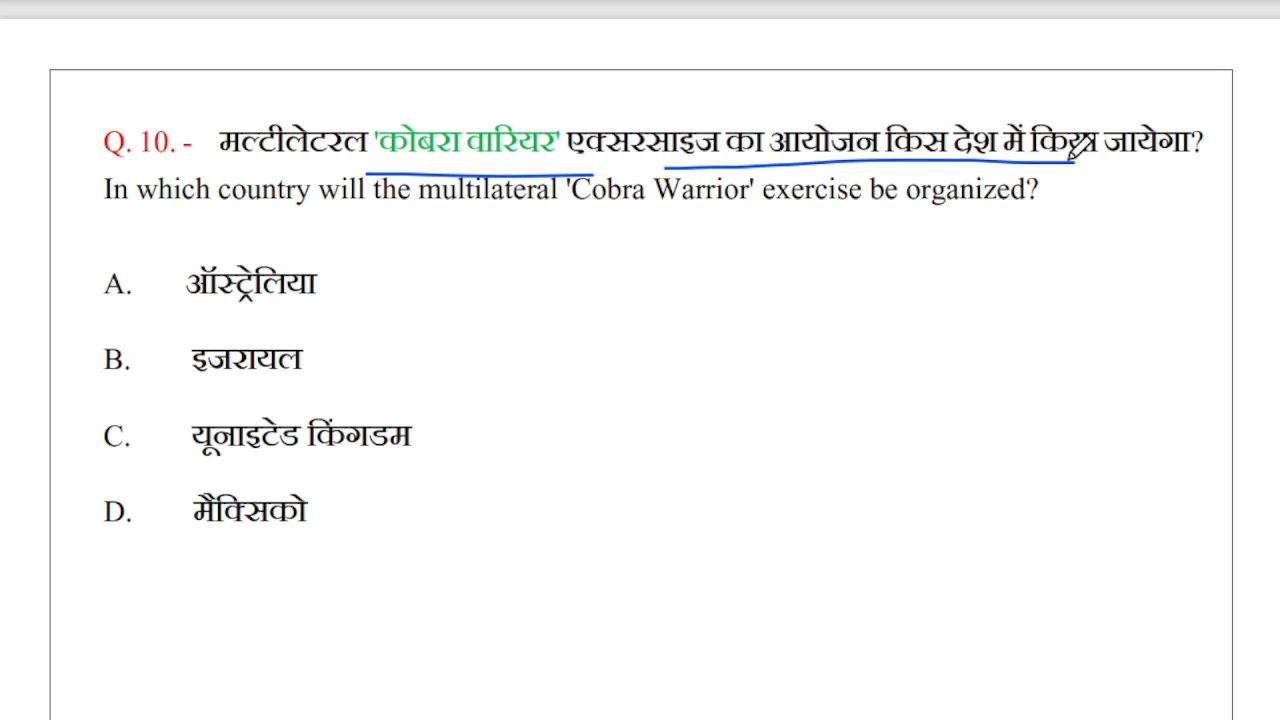 Q. 10. - मल्टीलेटरल 'कोबरा वारियर' एक्सरसाइज का आयोजन किस देश में किया जायेगा?
In which country will the multilateral 'Cobra Warrior' exercise be organized?
A. ऑस्ट्रेलिया
B. इजरायल
C. यूनाइटेड किंगडम
D. मैक्सिको